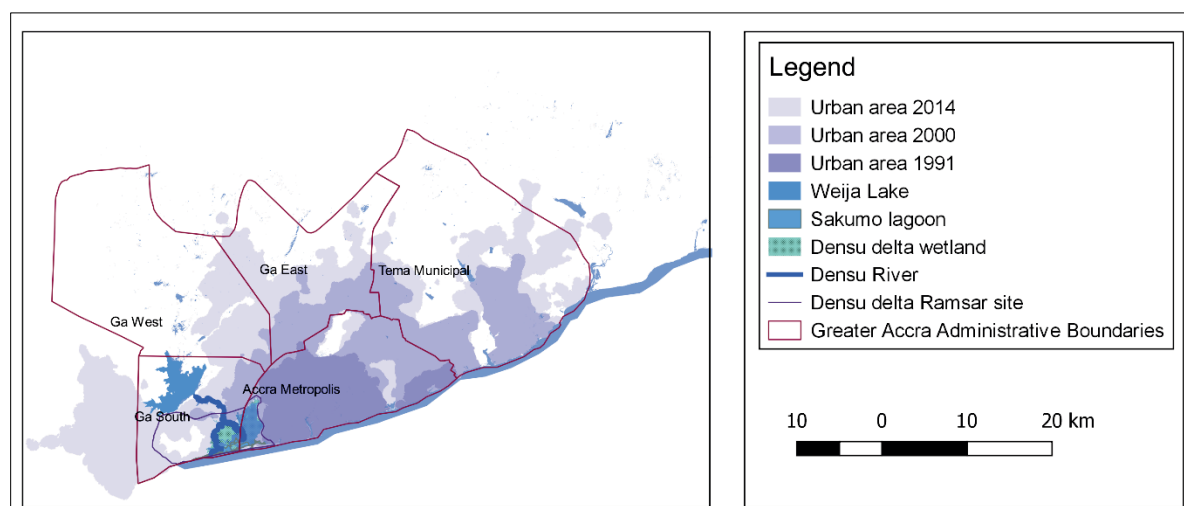 Ga East
Tema Municipal
Ga West
Accra Metropolis
Ga South
Legend
Urban area 2014
Urban area 2000
Urban area 1991
Weija Lake
Sakumo lagoon
Densu delta wetland
Densu River
Densu delta Ramsar site
Greater Accra Administrative Boundaries
10 0 10 20 km